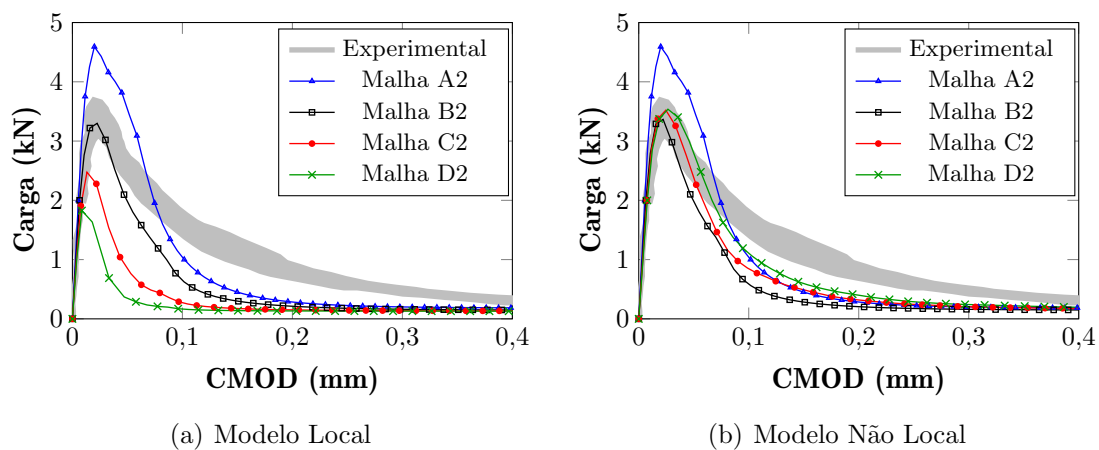 5
4
3
2
1
0
Carga (kN)
0
0,1
0,2
0,3
0,4
CMOD (mm)
Experimental
Malha A2
Malha B2
Malha C2
Malha D2
(a) Modelo Local
5
4
3
2
1
0
Carga (kN)
0
0,1
0,2
0,3
0,4
CMOD (mm)
Experimental
Malha A2
Malha B2
Malha C2
Malha D2
(b) Modelo Não Local